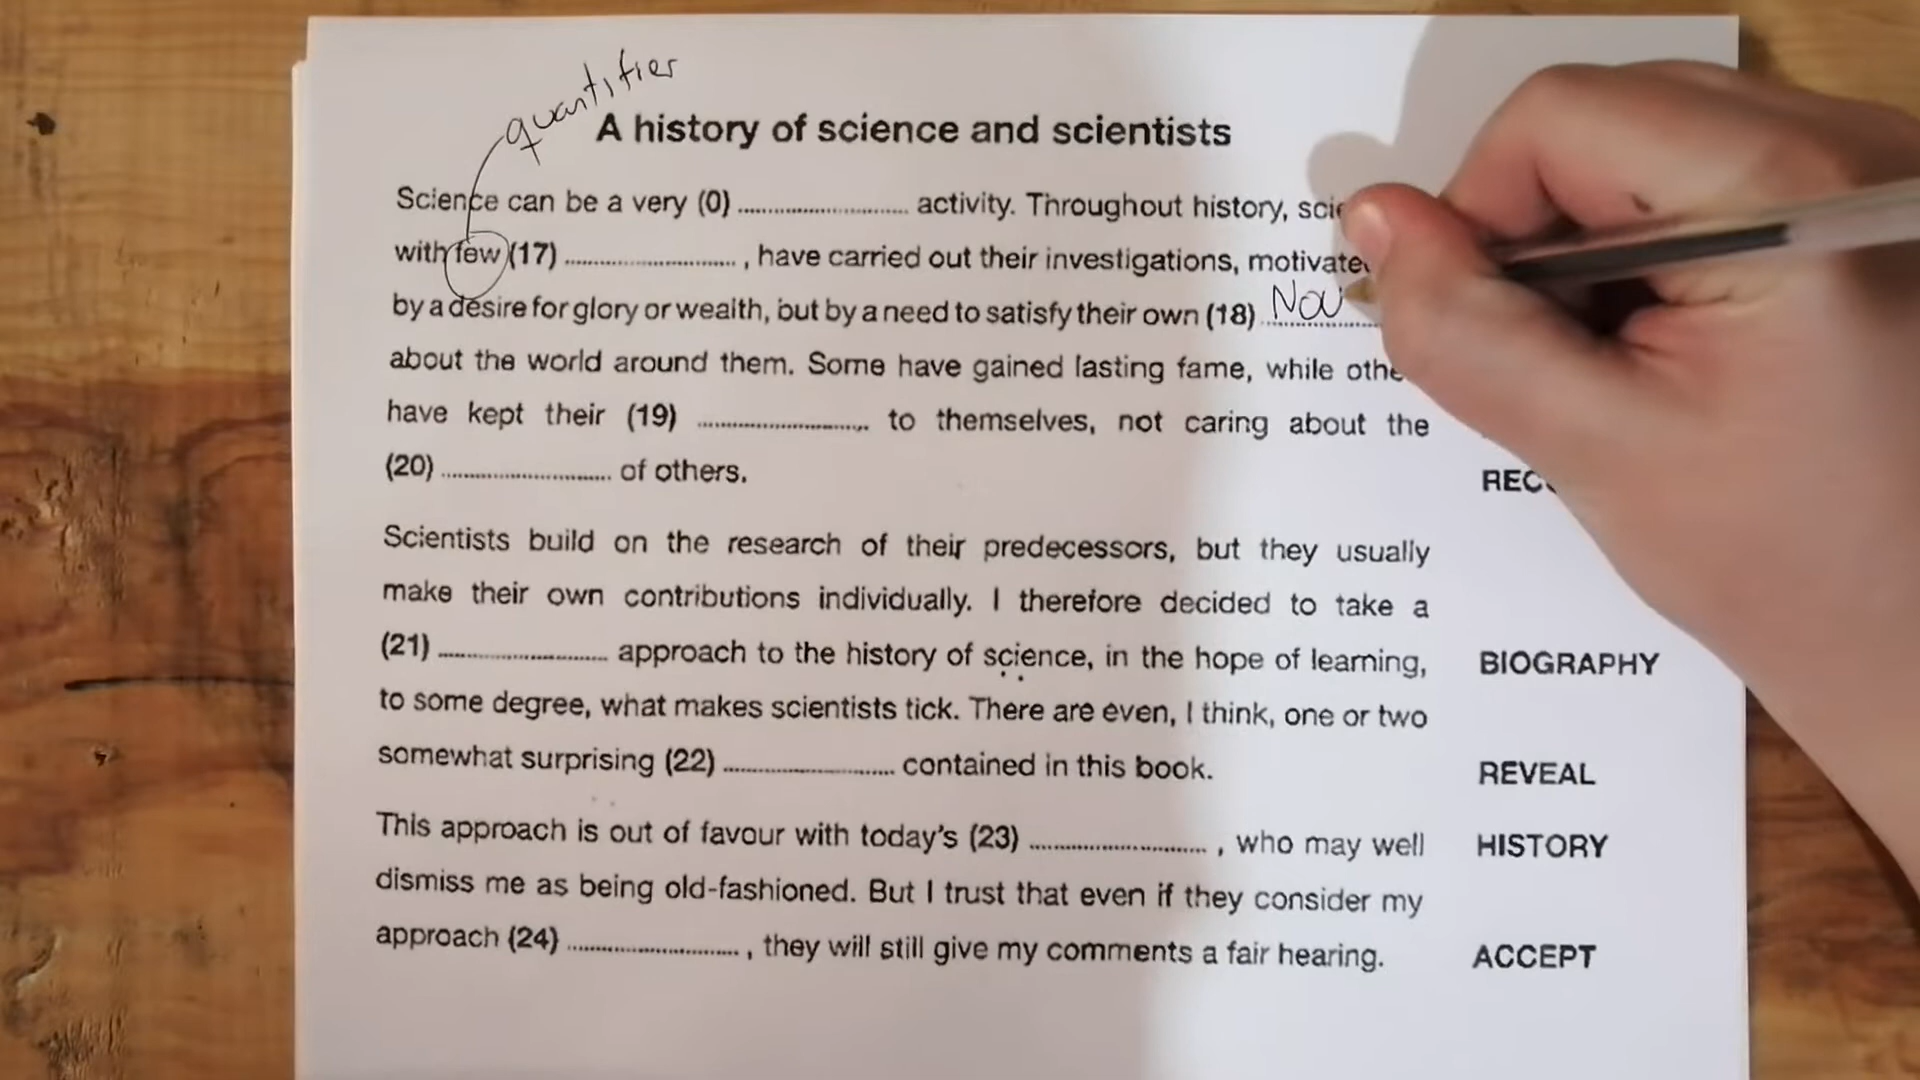 quantifier
A history of science and scientists
Science can be a very (0) .............................. activity. Throughout history,
with few (17) .............................. , have carried out their investigations,
by a desire for glory or wealth, but by a need to satisfy their own (18) Nou
about the world around them. Some have gained lasting fame, while
have kept their (19) .............................. to themselves, not caring about the
(20) .............................. of others.
Scientists build on the research of their predecessors, but they usually
make their own contributions individually. I therefore decided to take a
(21) .............................. approach to the history of science, in the hope of learning, BIOGRAPHY
to some degree, what makes scientists tick. There are even, I think, one or two
somewhat surprising (22) .............................. contained in this book. REVEAL
This approach is out of favour with today's (23) .............................. , who may well HISTORY
dismiss me as being old-fashioned. But I trust that even if they consider my
approach (24) .............................. , they will still give my comments a fair hearing. ACCEPT